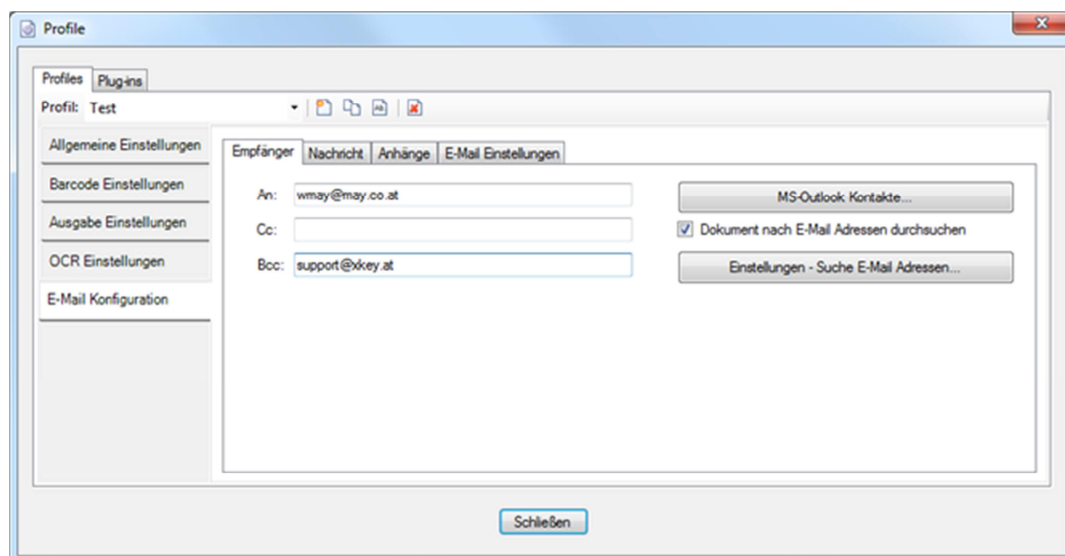 Profile
Profiles Plug-ins
Profil: Test
Allgemeine Einstellungen
Barcode Einstellungen
Ausgabe Einstellungen
OCR Einstellungen
E-Mail Konfiguration
Empfänger Nachricht Anhänge E-Mail Einstellungen
An: wmay@may.co.at
Cc:
Bcc: support@xkey.at
MS-Outlook Kontakte...
Dokument nach E-Mail Adressen durchsuchen
Einstellungen - Suche E-Mail Adressen...
Schließen